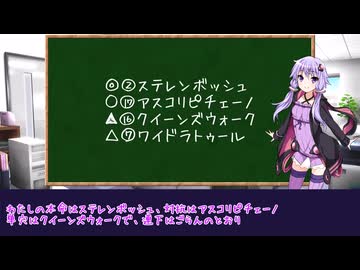 ◎②ステレンボッシュ
○⑲アスコリピチェーノ
▲⑯クイーンズウォーク
△⑦ワイドラトゥール
わたしの本命はステレンボッシュ、対抗はアスコリピチェーノ
単穴はクイーンズウォークで、連下はごらんのとおり